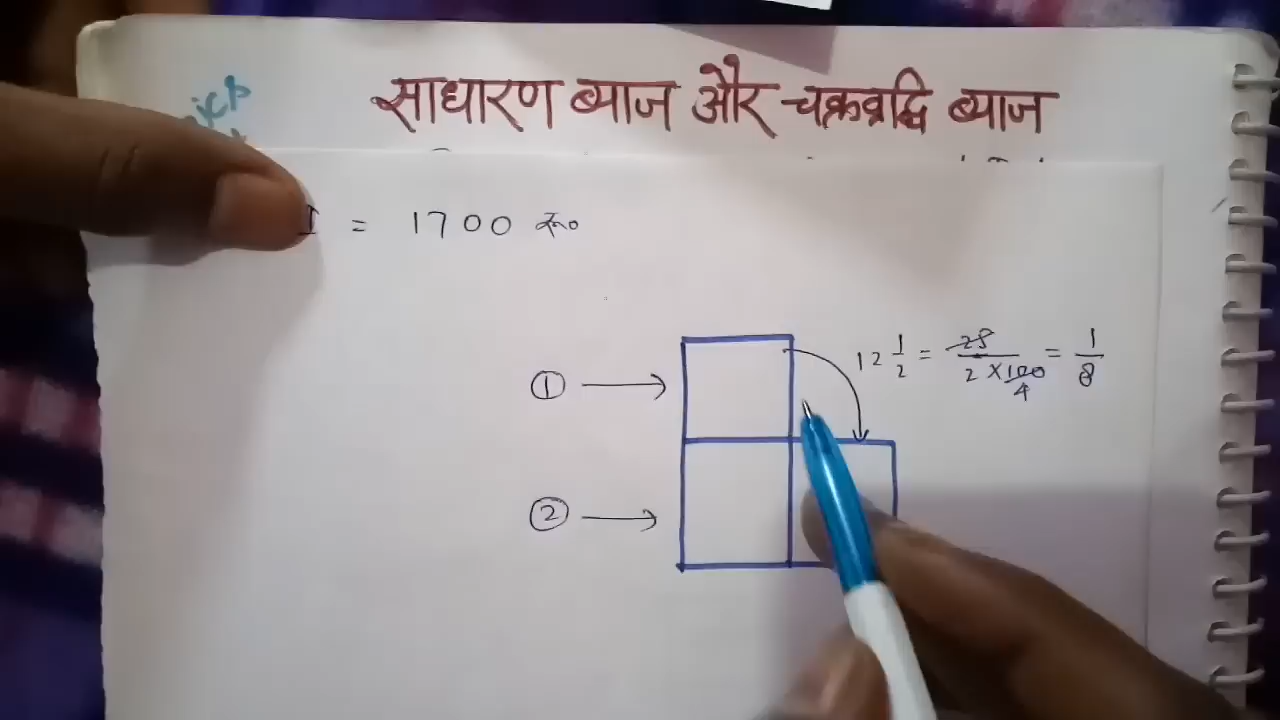 साधारण ब्याज और चक्रवृद्धि ब्याज
I = 1700 रू०
① → 12 1/2 = 25/(2×100) = 1/8
4
② →